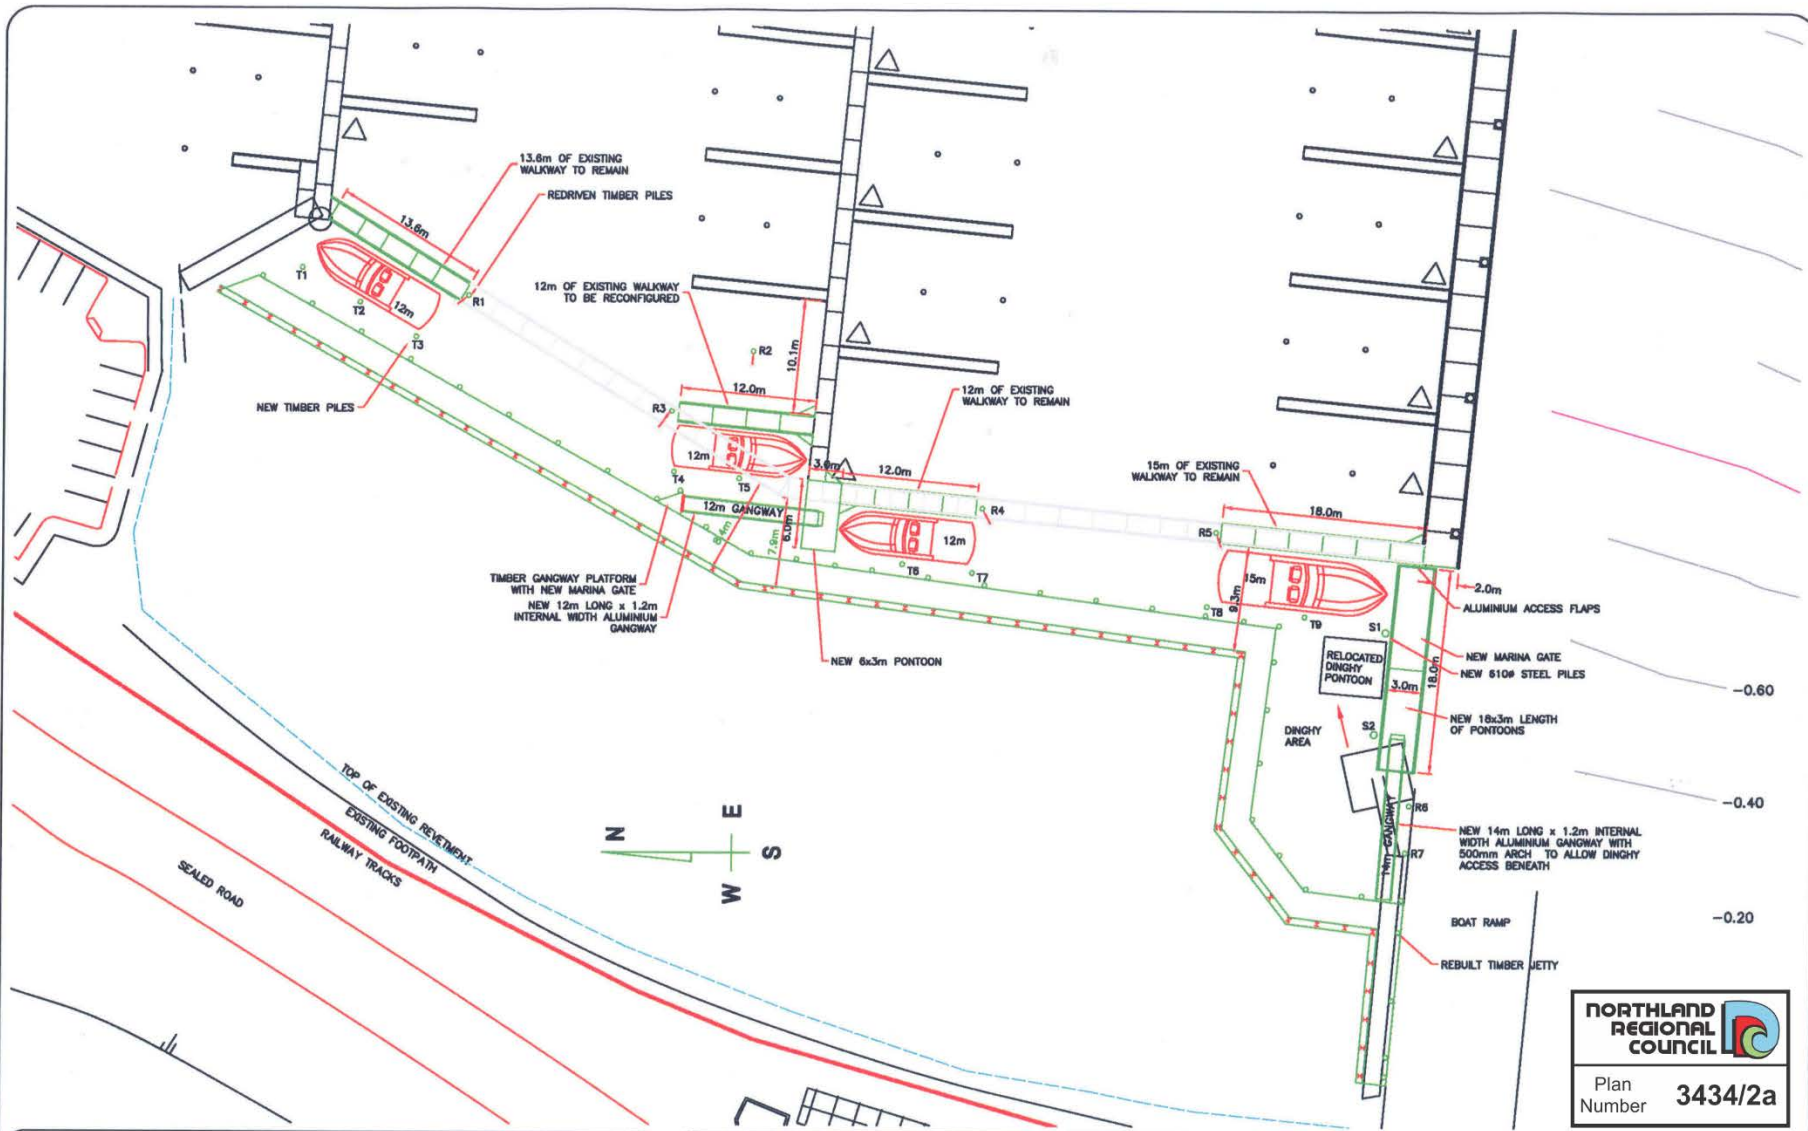 13.6m OF EXISTING
WALKWAY TO REMAIN
REDRIVEN TIMBER PILES
13.6m
T1
T2
12m
R1
T3
NEW TIMBER PILES
12m OF EXISTING WALKWAY
TO BE RECONFIGURED
R2
10.1m
12.0m
R3
12m
T4
T5
12m GANGWAY
8.4m
7.9m
6.0m
3.0m
12.0m
12m OF EXISTING
WALKWAY TO REMAIN
R4
12m
T6
T7
TIMBER GANGWAY PLATFORM
WITH NEW MARINA GATE
NEW 12m LONG x 1.2m
INTERNAL WIDTH ALUMINIUM
GANGWAY
NEW 6x3m PONTOON
15m OF EXISTING
WALKWAY TO REMAIN
18.0m
R5
15m
9.3m
T8
T9
S1
2.0m
ALUMINIUM ACCESS FLAPS
RELOCATED
DINGHY
PONTOON
NEW MARINA GATE
NEW 610ø STEEL PILES
3.0m
18.0m
NEW 18x3m LENGTH
OF PONTOONS
S2
DINGHY
AREA
R6
14m GANGWAY
R7
NEW 14m LONG x 1.2m INTERNAL
WIDTH ALUMINIUM GANGWAY WITH
500mm ARCH TO ALLOW DINGHY
ACCESS BENEATH
BOAT RAMP
REBUILT TIMBER JETTY
-0.60
-0.40
-0.20
TOP OF EXISTING REVETMENT
EXISTING FOOTPATH
RAILWAY TRACKS
SEALED ROAD
N
E
S
W
NORTHLAND
REGIONAL
COUNCIL
Plan
Number 3434/2a